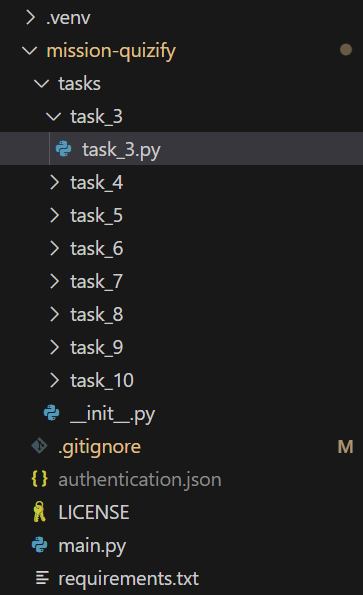 .venv
mission-quizify
tasks
task_3
task_3.py
task_4
task_5
task_6
task_7
task_8
task_9
task_10
__init__.py
.gitignore M
{} authentication.json
LICENSE
main.py
requirements.txt